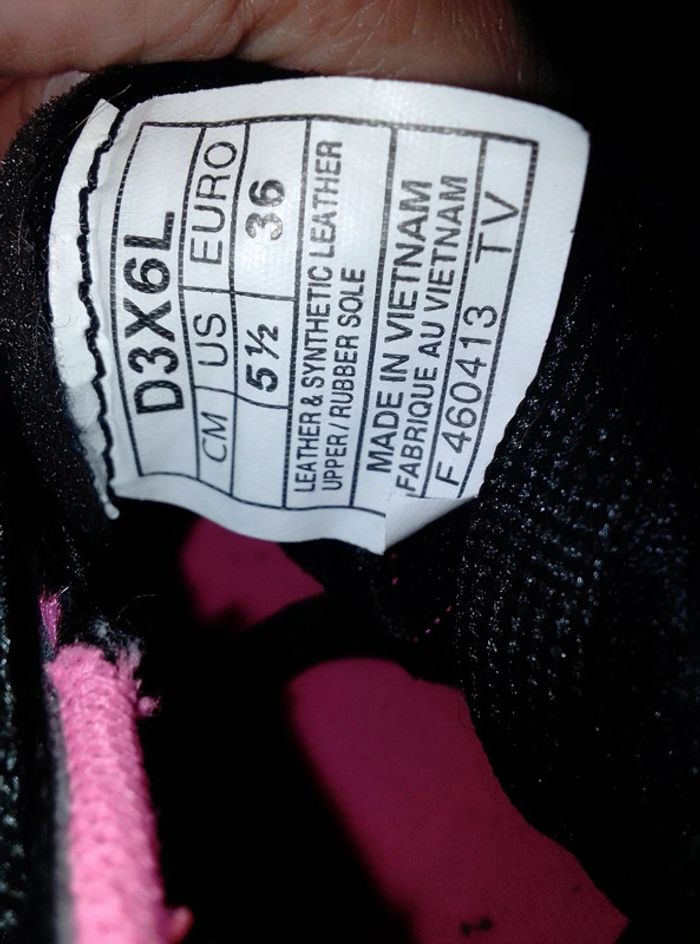 D3X6L
CM US EURO
5½ 36
LEATHER & SYNTHETIC LEATHER
UPPER / RUBBER SOLE
MADE IN VIETNAM
FABRIQUE AU VIETNAM
F 460413 TV